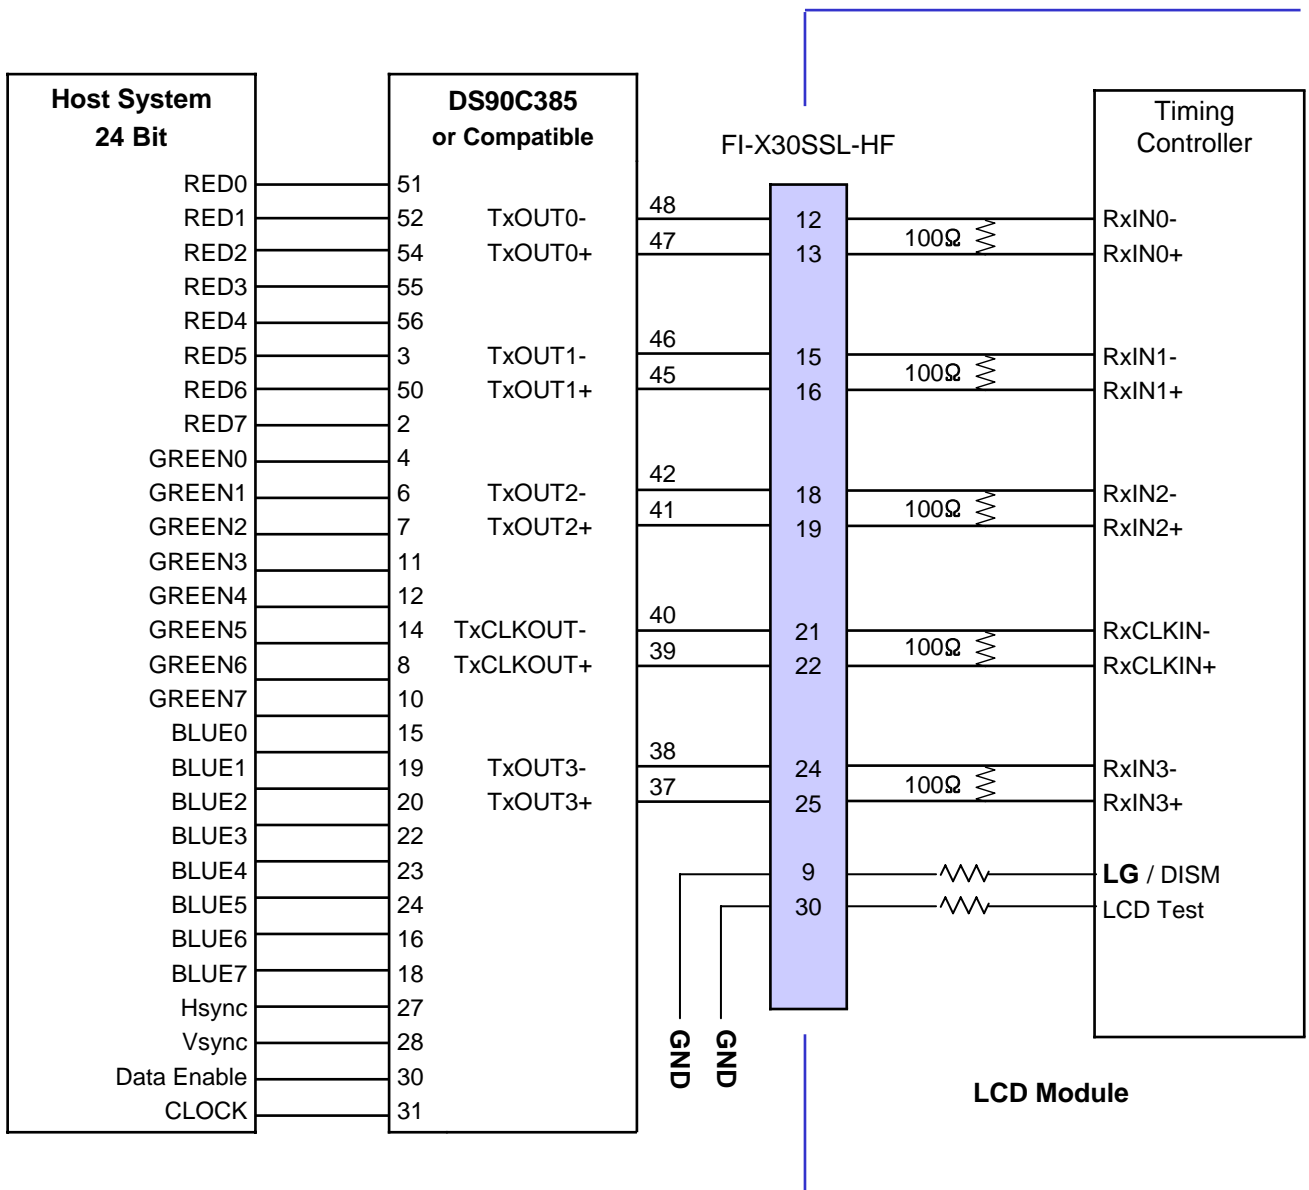 Host System
24 Bit
RED0
RED1
RED2
RED3
RED4
RED5
RED6
RED7
GREEN0
GREEN1
GREEN2
GREEN3
GREEN4
GREEN5
GREEN6
GREEN7
BLUE0
BLUE1
BLUE2
BLUE3
BLUE4
BLUE5
BLUE6
BLUE7
Hsync
Vsync
Data Enable
CLOCK
DS90C385
or Compatible
51
52
54
55
56
3
50
2
4
6
7
11
12
14
8
10
15
19
20
22
23
24
16
18
27
28
30
31
TxOUT0-
TxOUT0+
TxOUT1-
TxOUT1+
TxOUT2-
TxOUT2+
TxCLKOUT-
TxCLKOUT+
TxOUT3-
TxOUT3+
48
47
46
45
42
41
40
39
38
37
GND
GND
FI-X30SSL-HF
12
13
15
16
18
19
21
22
24
25
9
30
100Ω
100Ω
100Ω
100Ω
100Ω
Timing
Controller
RxIN0-
RxIN0+
RxIN1-
RxIN1+
RxIN2-
RxIN2+
RxCLKIN-
RxCLKIN+
RxIN3-
RxIN3+
LG / DISM
LCD Test
LCD Module